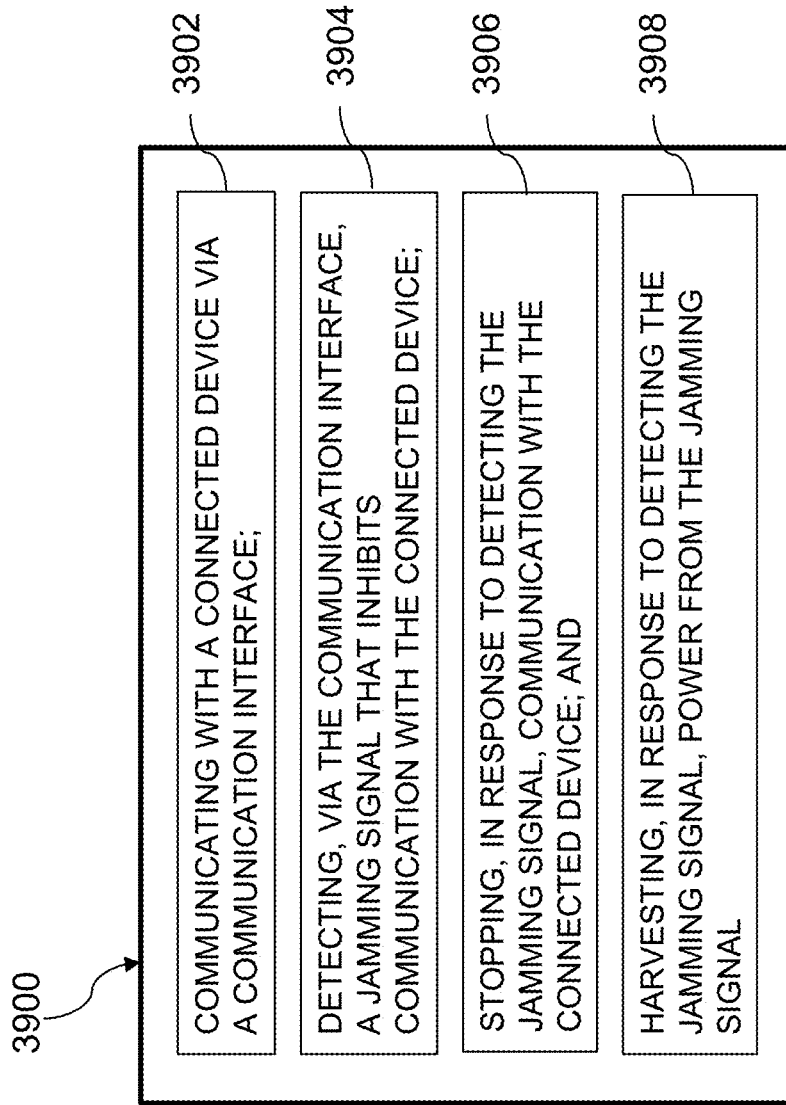 3900
COMMUNICATING WITH A CONNECTED DEVICE VIA
A COMMUNICATION INTERFACE;
3902
DETECTING, VIA THE COMMUNICATION INTERFACE,
A JAMMING SIGNAL THAT INHIBITS
COMMUNICATION WITH THE CONNECTED DEVICE;
3904
STOPPING, IN RESPONSE TO DETECTING THE
JAMMING SIGNAL, COMMUNICATION WITH THE
CONNECTED DEVICE; AND
3906
HARVESTING, IN RESPONSE TO DETECTING THE
JAMMING SIGNAL, POWER FROM THE JAMMING
SIGNAL
3908